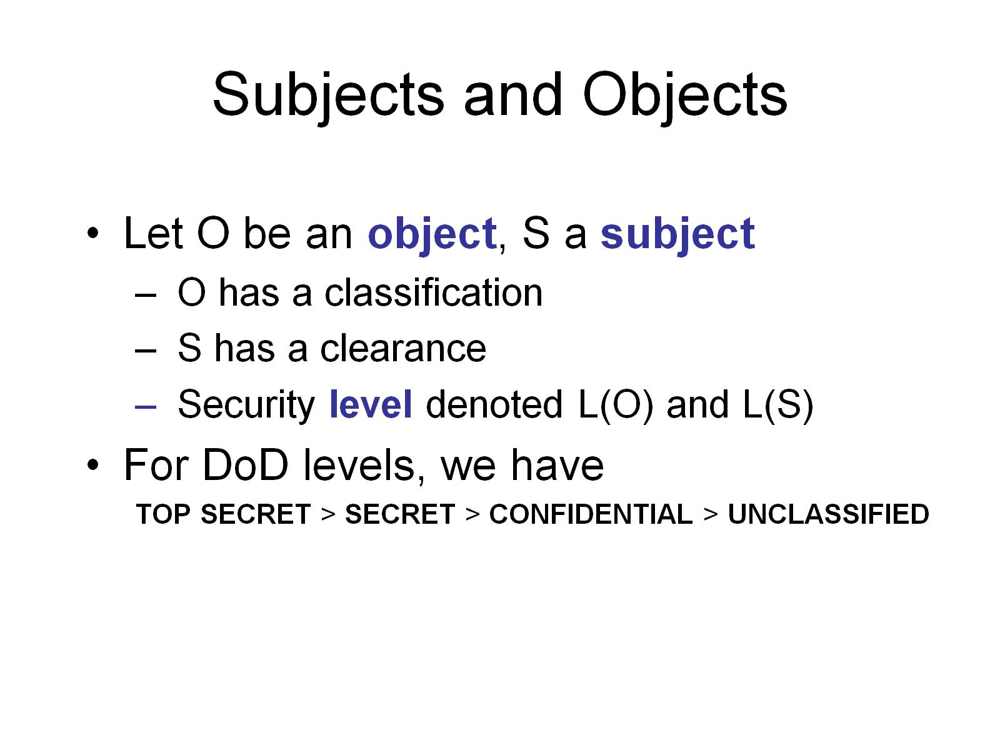 Subjects and Objects
• Let O be an object, S a subject
– O has a classification
– S has a clearance
– Security level denoted L(O) and L(S)
• For DoD levels, we have
TOP SECRET > SECRET > CONFIDENTIAL > UNCLASSIFIED